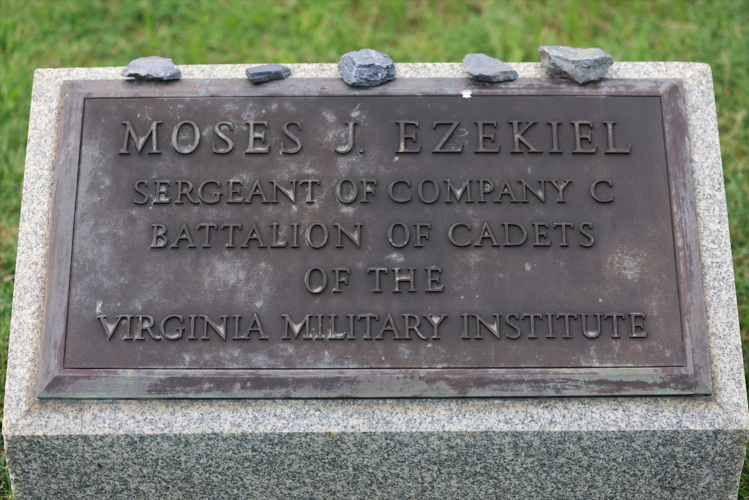 MOSES J. EZEKIEL
SERGEANT OF COMPANY C
BATTALION OF CADETS
OF THE
VIRGINIA MILITARY INSTITUTE